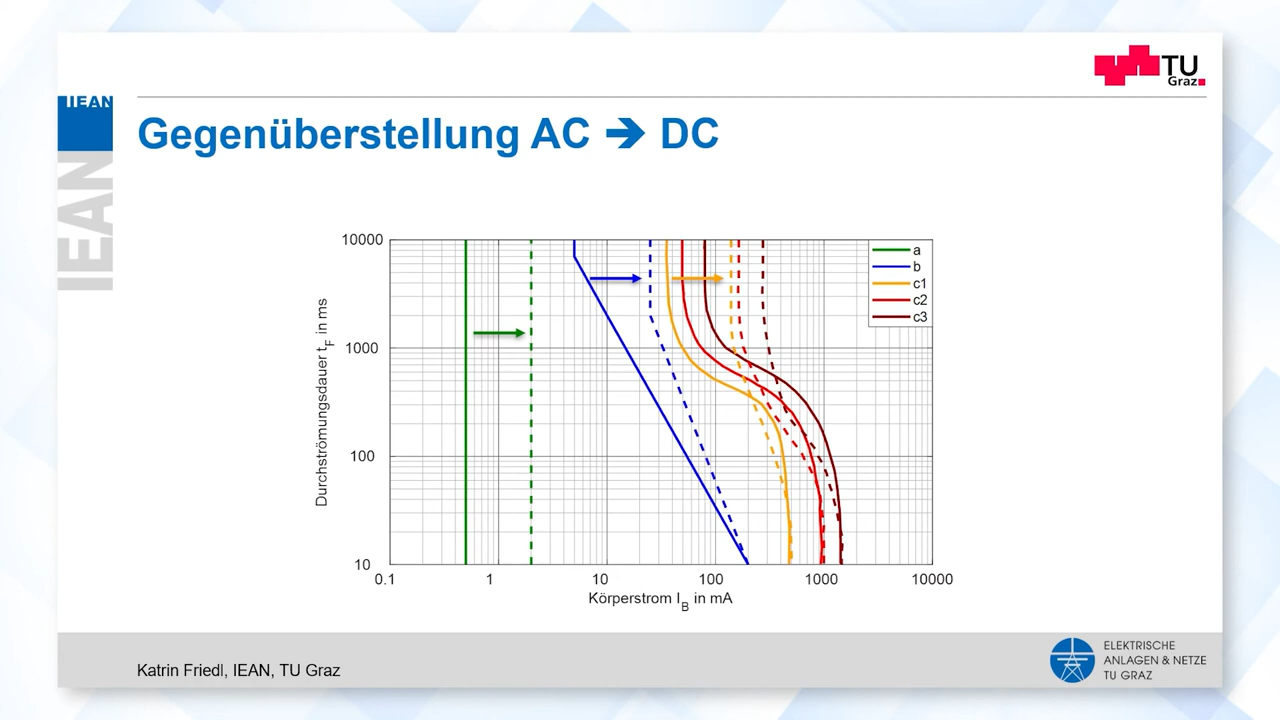 TU
Graz
IEAN
IEAN
Gegenüberstellung AC ➔ DC
10000
1000
100
10
Durchströmungsdauer tF in ms
a
b
c1
c2
c3
0.1
1
10
100
1000
10000
Körperstrom IB in mA
Katrin Friedl, IEAN, TU Graz
ELEKTRISCHE
ANLAGEN & NETZE
TU GRAZ